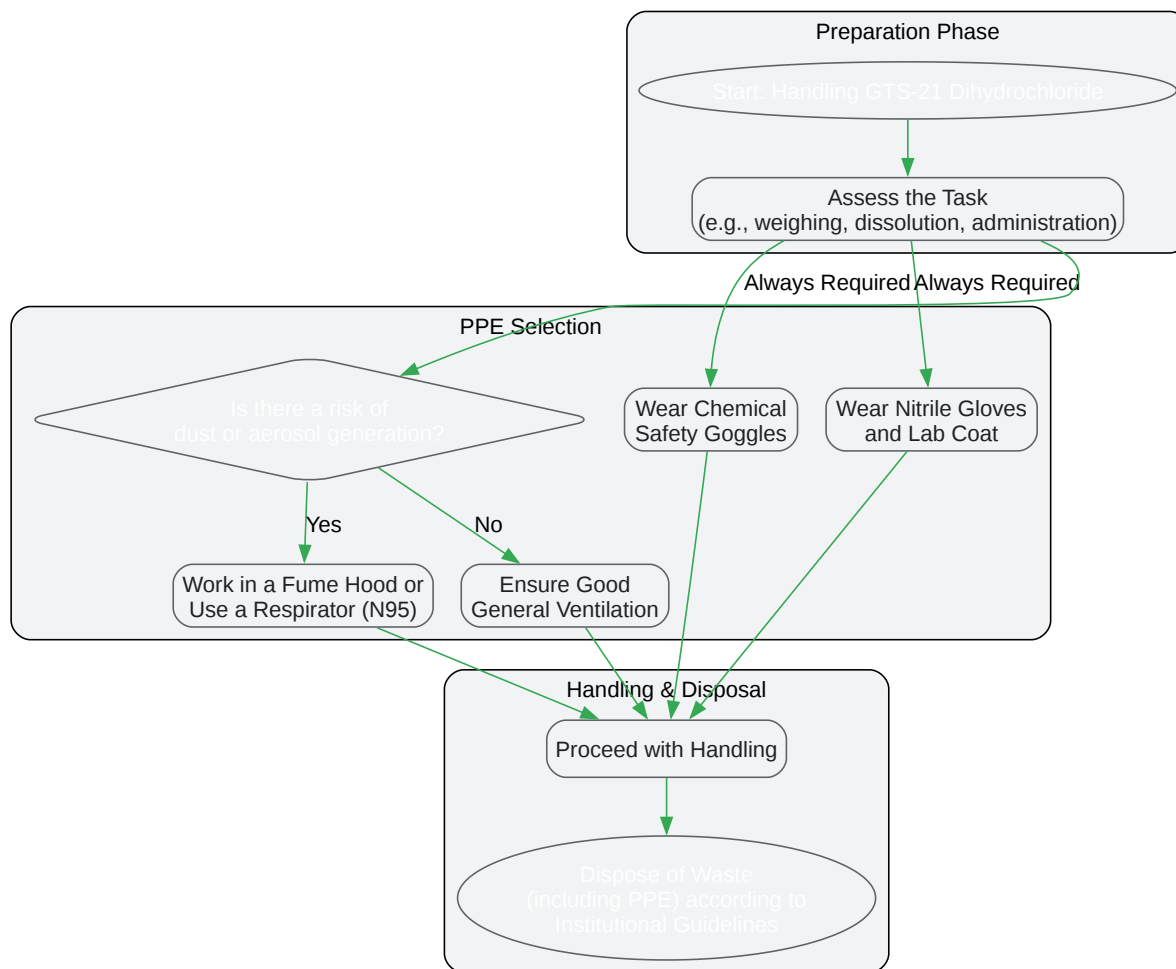 Preparation Phase
Start: Handling GTS-21 Dihydrochloride
Assess the Task
(e.g., weighing, dissolution, administration)
Always Required
Always Required
PPE Selection
Is there a risk of
dust or aerosol generation?
Wear Chemical
Safety Goggles
Wear Nitrile Gloves
and Lab Coat
Yes
No
Work in a Fume Hood or
Use a Respirator (N95)
Ensure Good
General Ventilation
Handling & Disposal
Proceed with Handling
Dispose of Waste
(including PPE) according to
Institutional Guidelines